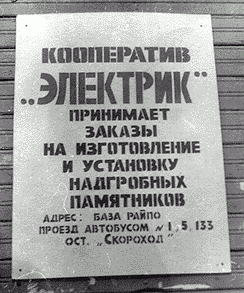 КООПЕРАТИВ
„ЭЛЕКТРИК"
ПРИНИМАЕТ
ЗАКАЗЫ
НА ИЗГОТОВЛЕНИЕ
И УСТАНОВКУ
НАДГРОБНЫХ
ПАМЯТНИКОВ
АДРЕС: БАЗА РАЙПО
ПРОЕЗД АВТОБУСОМ N 1, 5, 133
ОСТ. „СКОРОХОД"